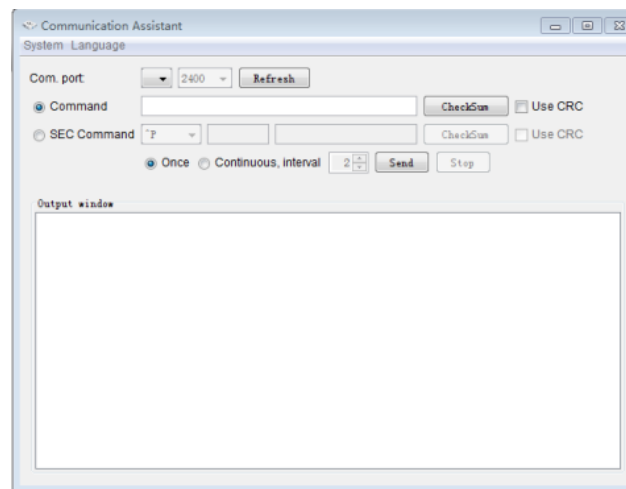 Communication Assistant
System Language
Com. port: 2400 Refresh
Command CheckSum Use CRC
SEC Command ^P CheckSum Use CRC
Once Continuous, interval 2 Send Stop
Output window